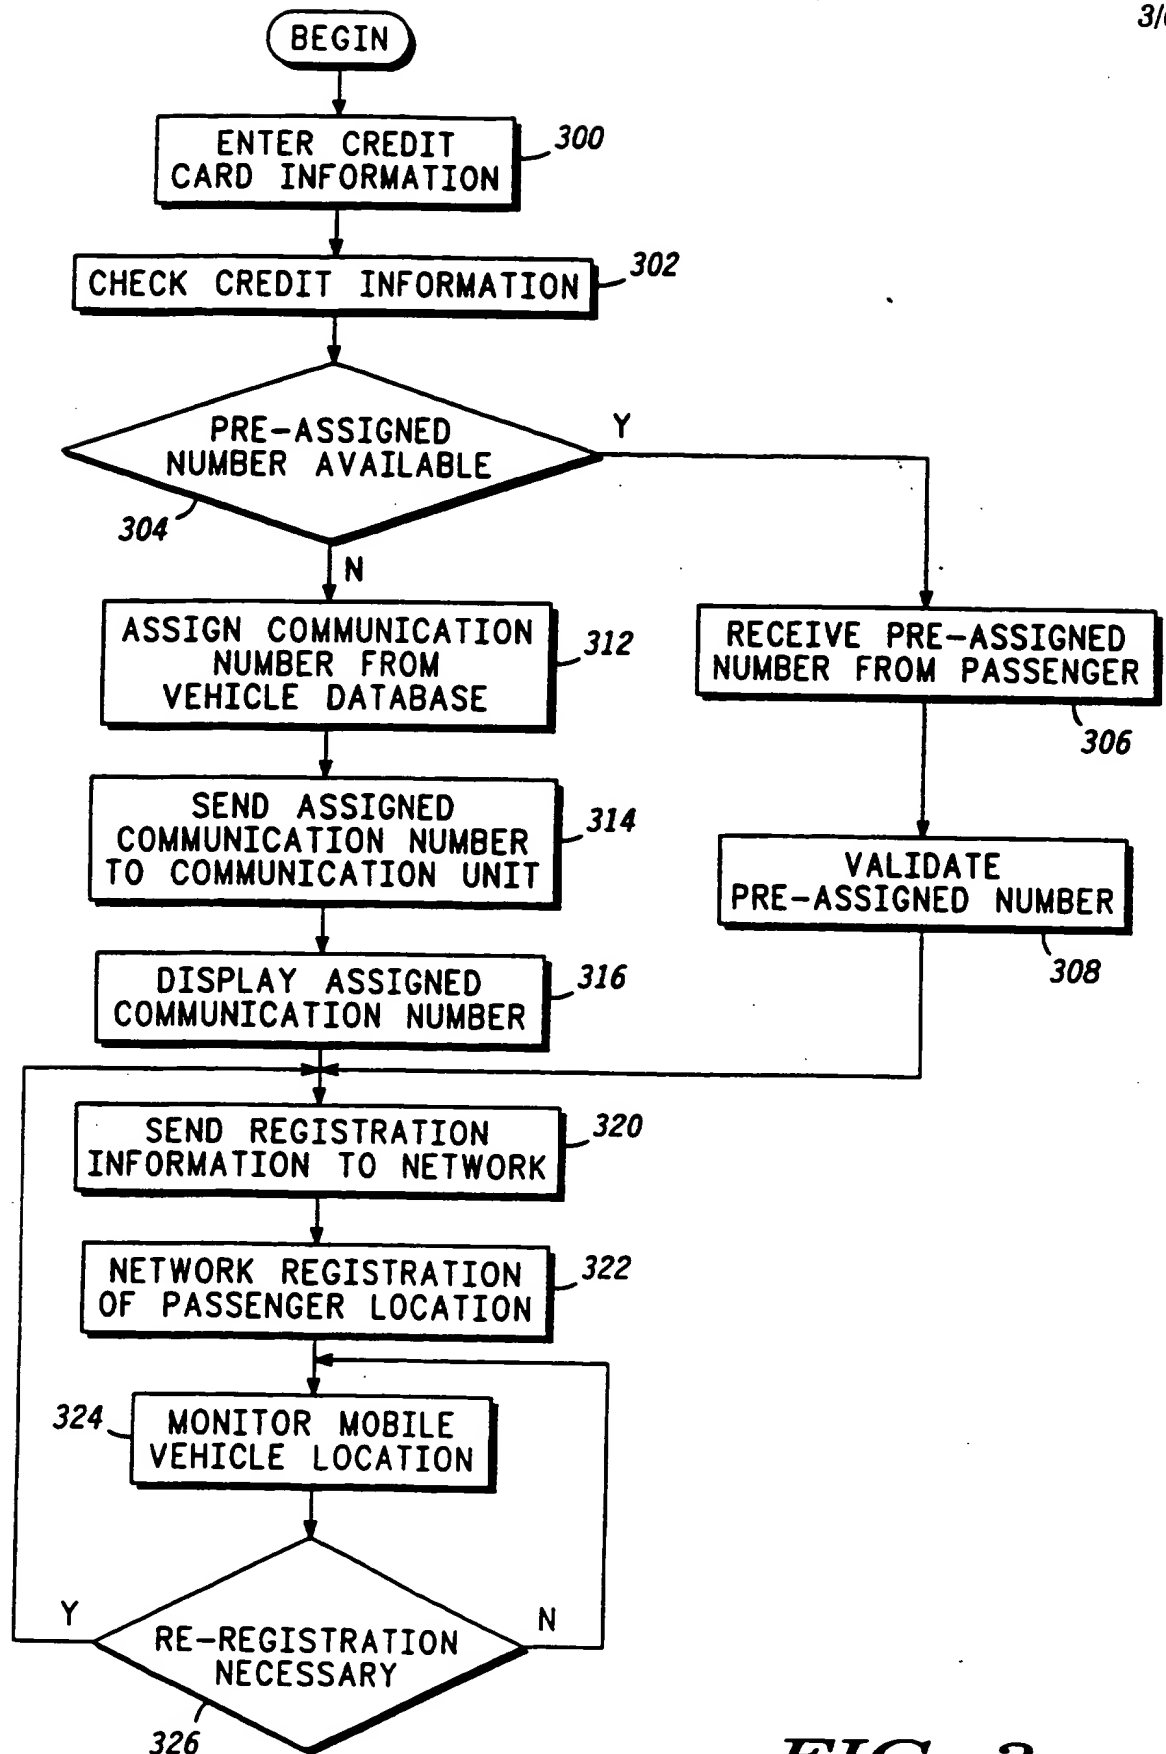 3/
BEGIN
ENTER CREDIT
CARD INFORMATION
300
CHECK CREDIT INFORMATION
302
PRE-ASSIGNED
NUMBER AVAILABLE
304
Y
N
ASSIGN COMMUNICATION
NUMBER FROM
VEHICLE DATABASE
312
RECEIVE PRE-ASSIGNED
NUMBER FROM PASSENGER
306
SEND ASSIGNED
COMMUNICATION NUMBER
TO COMMUNICATION UNIT
314
VALIDATE
PRE-ASSIGNED NUMBER
308
DISPLAY ASSIGNED
COMMUNICATION NUMBER
316
SEND REGISTRATION
INFORMATION TO NETWORK
320
NETWORK REGISTRATION
OF PASSENGER LOCATION
322
324
MONITOR MOBILE
VEHICLE LOCATION
Y
N
RE-REGISTRATION
NECESSARY
326